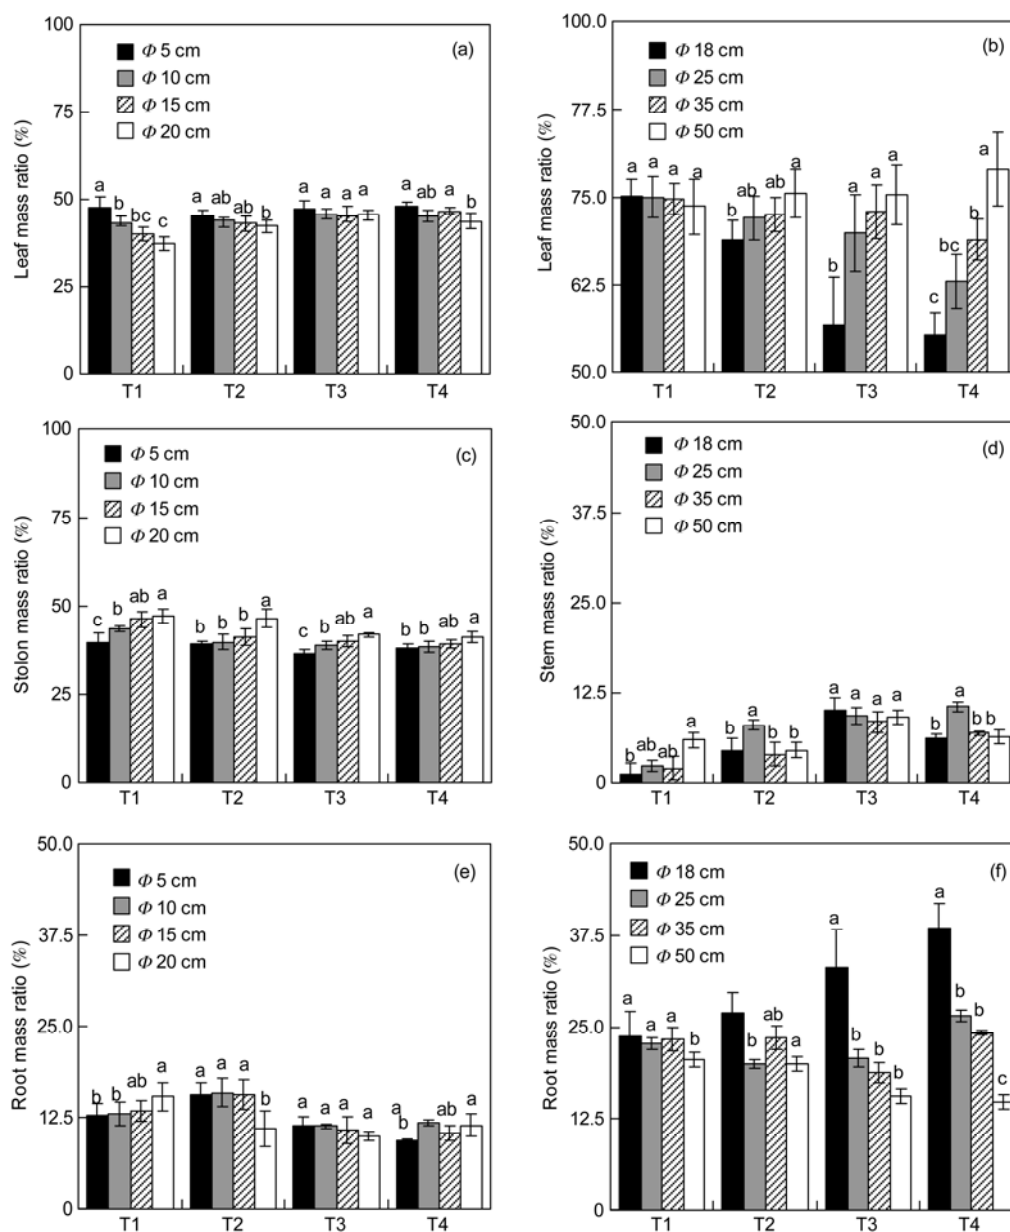 100
75
50
25
0
Leaf mass ratio (%)
(a)
Φ 5 cm
Φ 10 cm
Φ 15 cm
Φ 20 cm
a b bc c
a ab ab b
a a a a
a ab a b
T1 T2 T3 T4
100.0
87.5
77.5
75.0
62.5
50.0
Leaf mass ratio (%)
(b)
Φ 18 cm
Φ 25 cm
Φ 35 cm
Φ 50 cm
a a a a
b ab ab a
b a a a
c bc b a
T1 T2 T3 T4
100
75
50
25
0
Stolon mass ratio (%)
(c)
Φ 5 cm
Φ 10 cm
Φ 15 cm
Φ 20 cm
c b ab a
b b b a
c b ab a
b b ab a
T1 T2 T3 T4
50.0
37.5
25.0
12.5
0
Stem mass ratio (%)
(d)
Φ 18 cm
Φ 25 cm
Φ 35 cm
Φ 50 cm
b ab ab a
b a b b
a a a a
b a b b
T1 T2 T3 T4
50.0
37.5
25.0
12.5
0
Root mass ratio (%)
(e)
Φ 5 cm
Φ 10 cm
Φ 15 cm
Φ 20 cm
b b ab a
a a a b
a a a a
a b ab a
T1 T2 T3 T4
50.0
37.5
25.0
12.5
0
Root mass ratio (%)
(f)
Φ 18 cm
Φ 25 cm
Φ 35 cm
Φ 50 cm
a a a b
b ab a
a b b b
a b b c
T1 T2 T3 T4